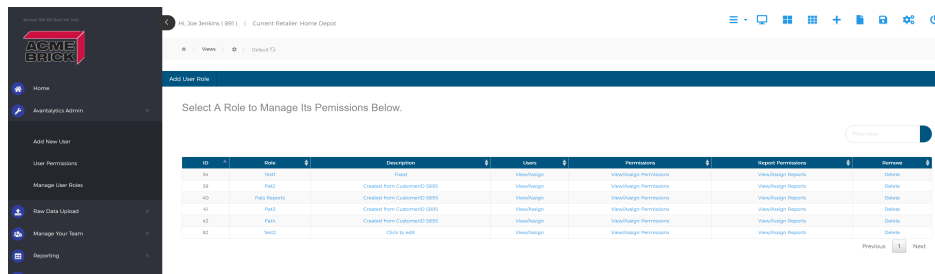 Hi, Joe Jenkins ( 891 ) | Current Retailer: Home Depot
ACME
BRICK
/ Views / / Default
Home
Add User Role
Avantalytics Admin
Select A Role to Manage Its Pemissions Below.
Add New User
Filter here..
User Permissions
ID Role Description Users Permissions Report Permissions Remove
34 Test1 Fixed View/Assign View/Assign Permissions View/Assign Reports Delete
39 Pat2 Created from CustomerID 5895 View/Assign View/Assign Permissions View/Assign Reports Delete
Manage User Roles
40 Pats Reports Created from CustomerID 5895 View/Assign View/Assign Permissions View/Assign Reports Delete
41 Pat3 Created from CustomerID 5895 View/Assign View/Assign Permissions View/Assign Reports Delete
Raw Data Upload
42 Created from CustomerID 5895 View/Assign View/Assign Permissions View/Assign Reports Delete
92 Test2 Click to edit View/Assign View/Assign Permissions View/Assign Reports Delete
Manage Your Team
Previous 1 Next
Reporting